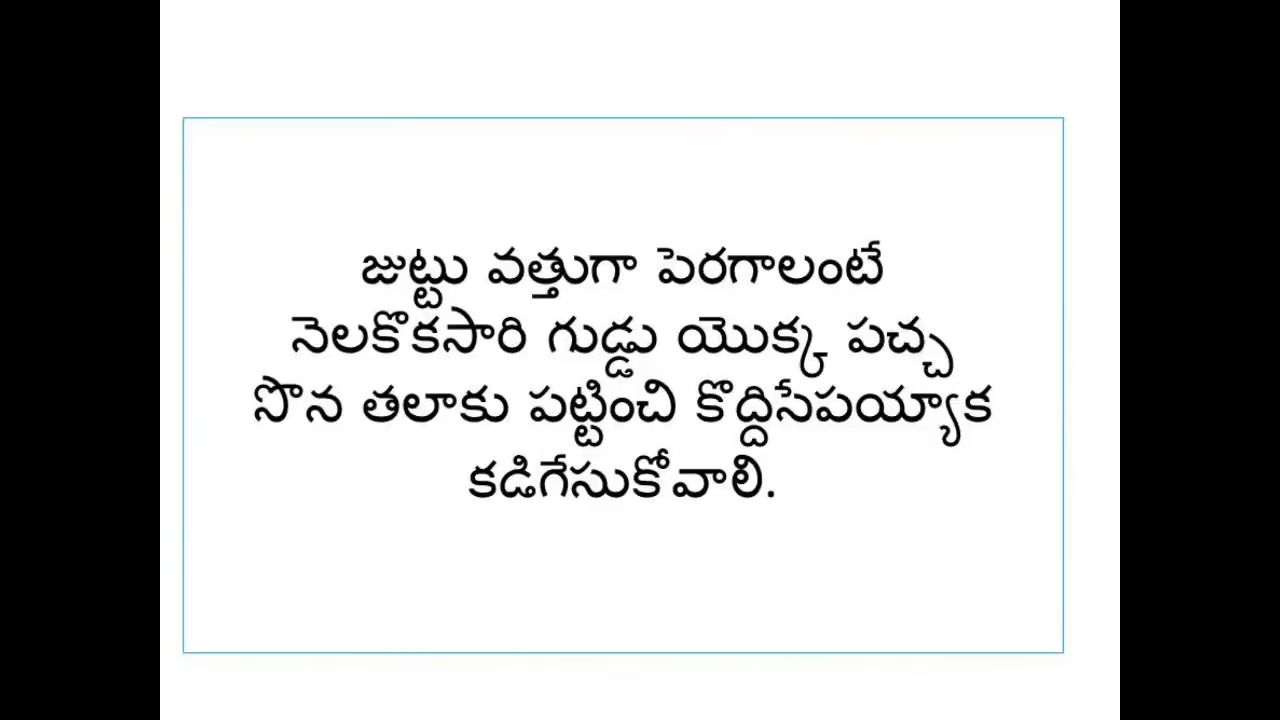 జుట్టు వత్తుగా పెరగాలంటే
నెలకొకసారి గుడ్డు యొక్క పచ్చ
సొన తలాకు పట్టించి కొద్దిసేపయ్యాక
కడిగేసుకోవాలి.